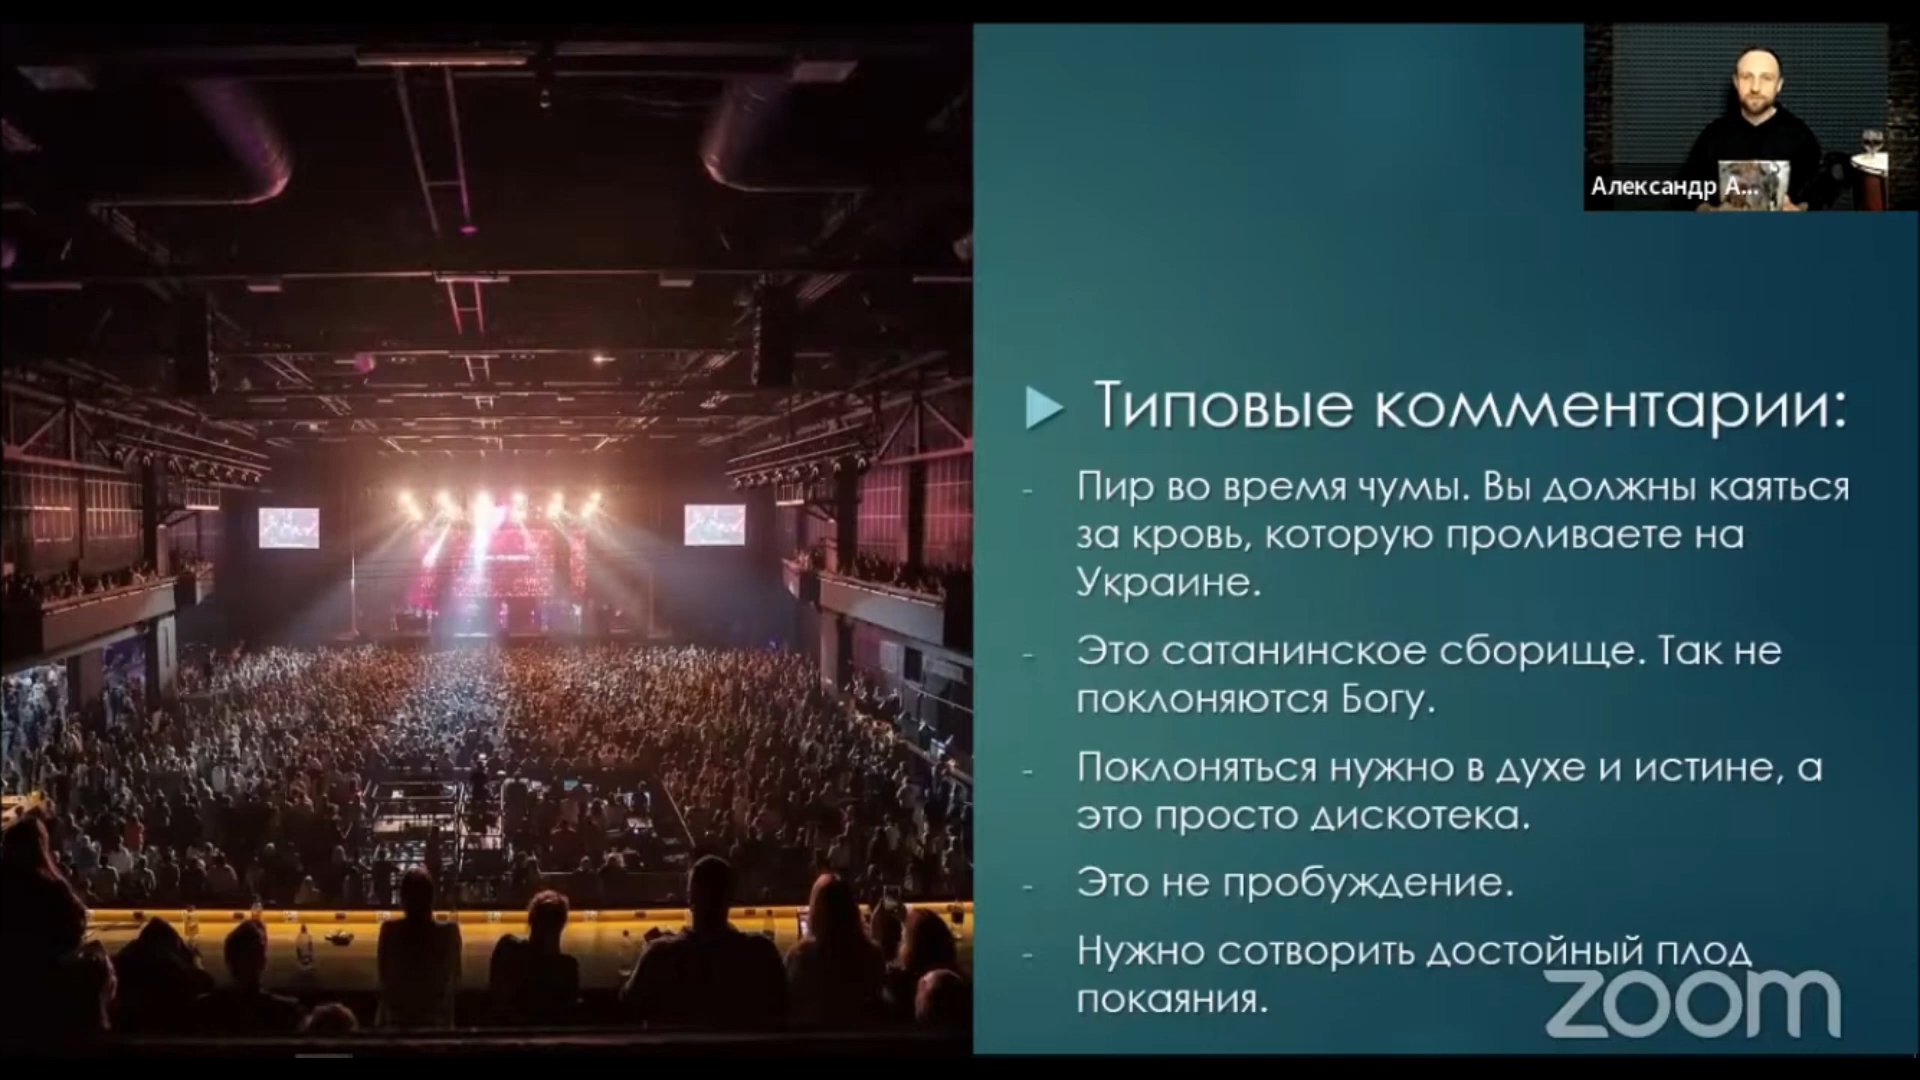 Александр А...
Типовые комментарии:
- Пир во время чумы. Вы должны каяться
за кровь, которую проливаете на
Украине.
- Это сатанинское сборище. Так не
поклоняются Богу.
- Поклоняться нужно в духе и истине, а
это просто дискотека.
- Это не пробуждение.
- Нужно сотворить достойный плод
покаяния.
zoom